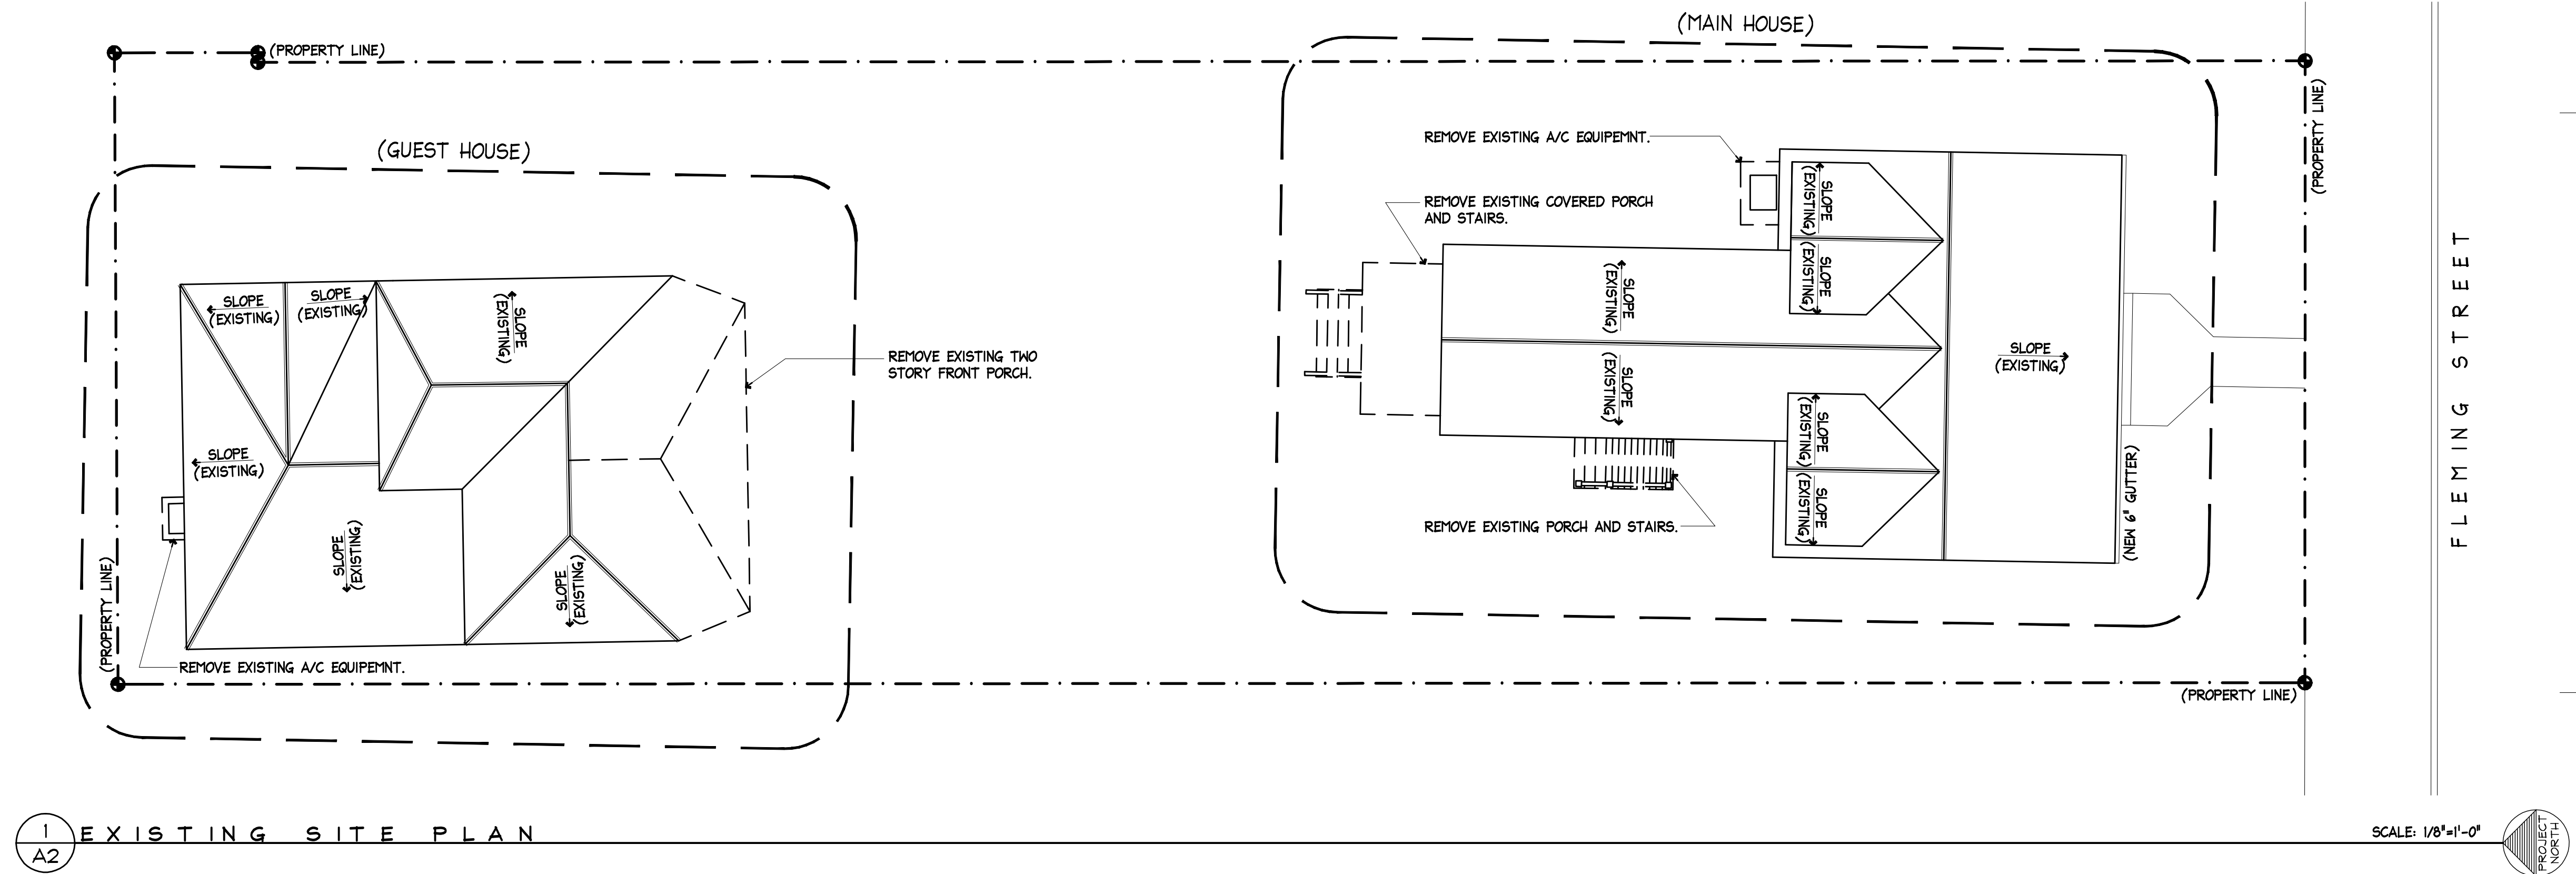 (MAIN HOUSE)
(PROPERTY LINE)
(PROPERTY LINE)
(GUEST HOUSE)
REMOVE EXISTING A/C EQUIPEMNT.
REMOVE EXISTING COVERED PORCH
AND STAIRS.
SLOPE
(EXISTING)
SLOPE
(EXISTING)
SLOPE
(EXISTING)
SLOPE
(EXISTING)
SLOPE
(EXISTING)
SLOPE
(EXISTING)
SLOPE
(EXISTING)
SLOPE
(EXISTING)
REMOVE EXISTING TWO
STORY FRONT PORCH.
SLOPE
(EXISTING)
SLOPE
(EXISTING)
SLOPE
(EXISTING)
SLOPE
(EXISTING)
SLOPE
(EXISTING)
FLEMING STREET
(NEW 6" GUTTER)
REMOVE EXISTING PORCH AND STAIRS.
SLOPE
(EXISTING)
(PROPERTY LINE)
REMOVE EXISTING A/C EQUIPEMNT.
(PROPERTY LINE)
1
A2
EXISTING SITE PLAN
SCALE: 1/8"=1'-0"
PROJECT
NORTH